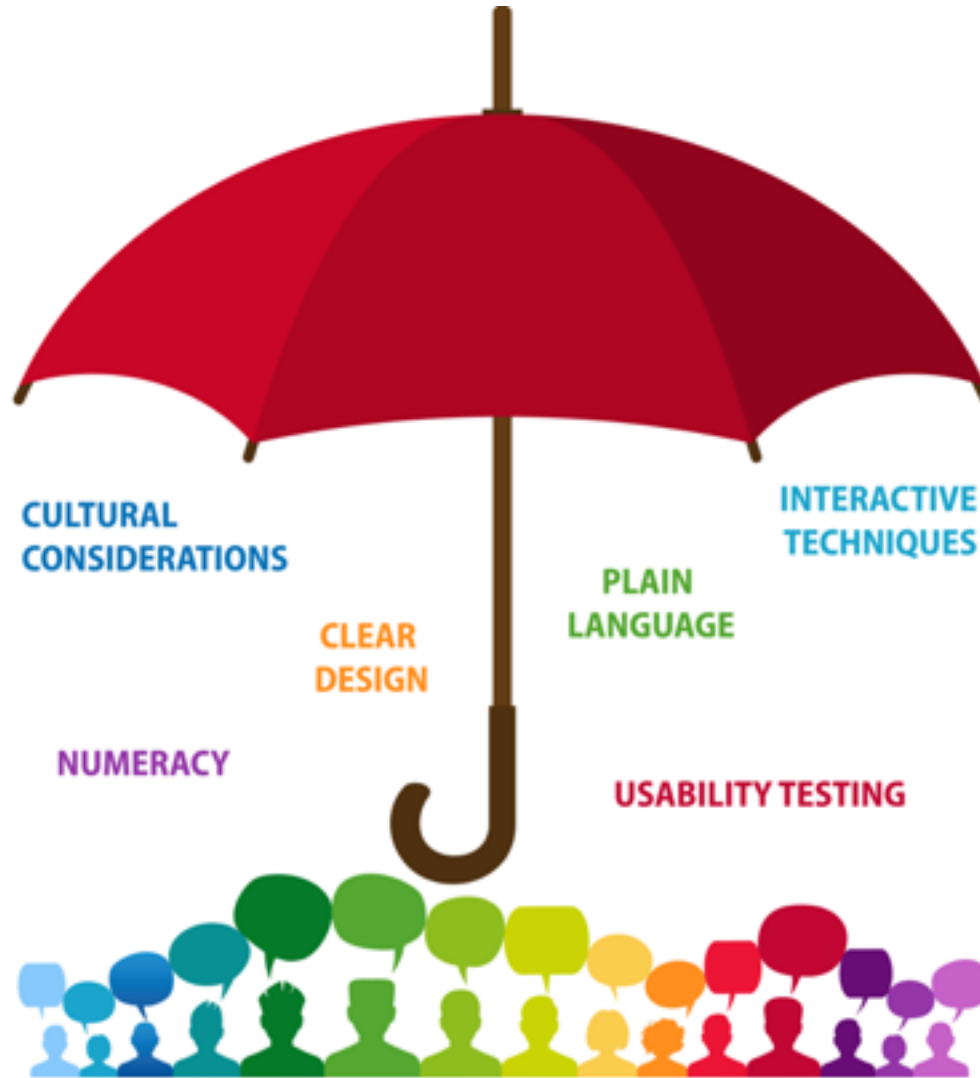 CULTURAL
CONSIDERATIONS
INTERACTIVE
TECHNIQUES
PLAIN
LANGUAGE
CLEAR
DESIGN
NUMERACY
USABILITY TESTING